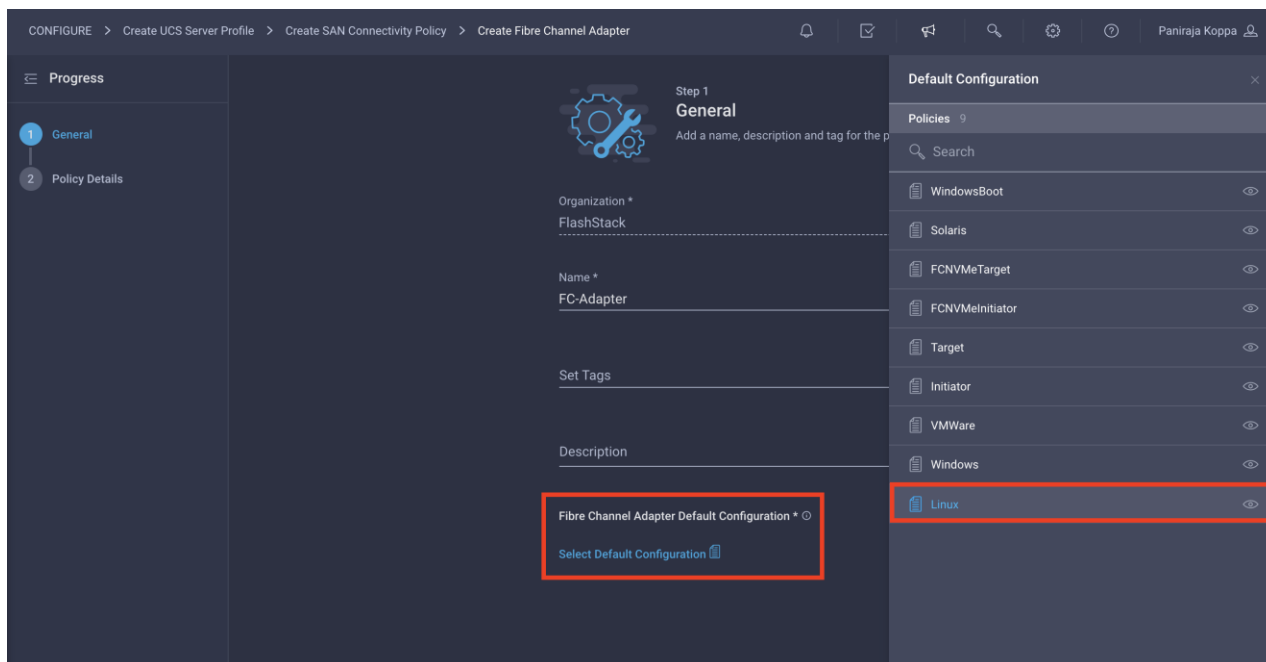 CONFIGURE > Create UCS Server Profile > Create SAN Connectivity Policy > Create Fibre Channel Adapter
Paniraja Koppa
Progress
1 General
2 Policy Details
Step 1
General
Add a name, description and tag for the p
Organization *
FlashStack
Name *
FC-Adapter
Set Tags
Description
Fibre Channel Adapter Default Configuration *
Select Default Configuration
Default Configuration
Policies 9
Search
WindowsBoot
Solaris
FCNVMeTarget
FCNVMeInitiator
Target
Initiator
VMWare
Windows
Linux